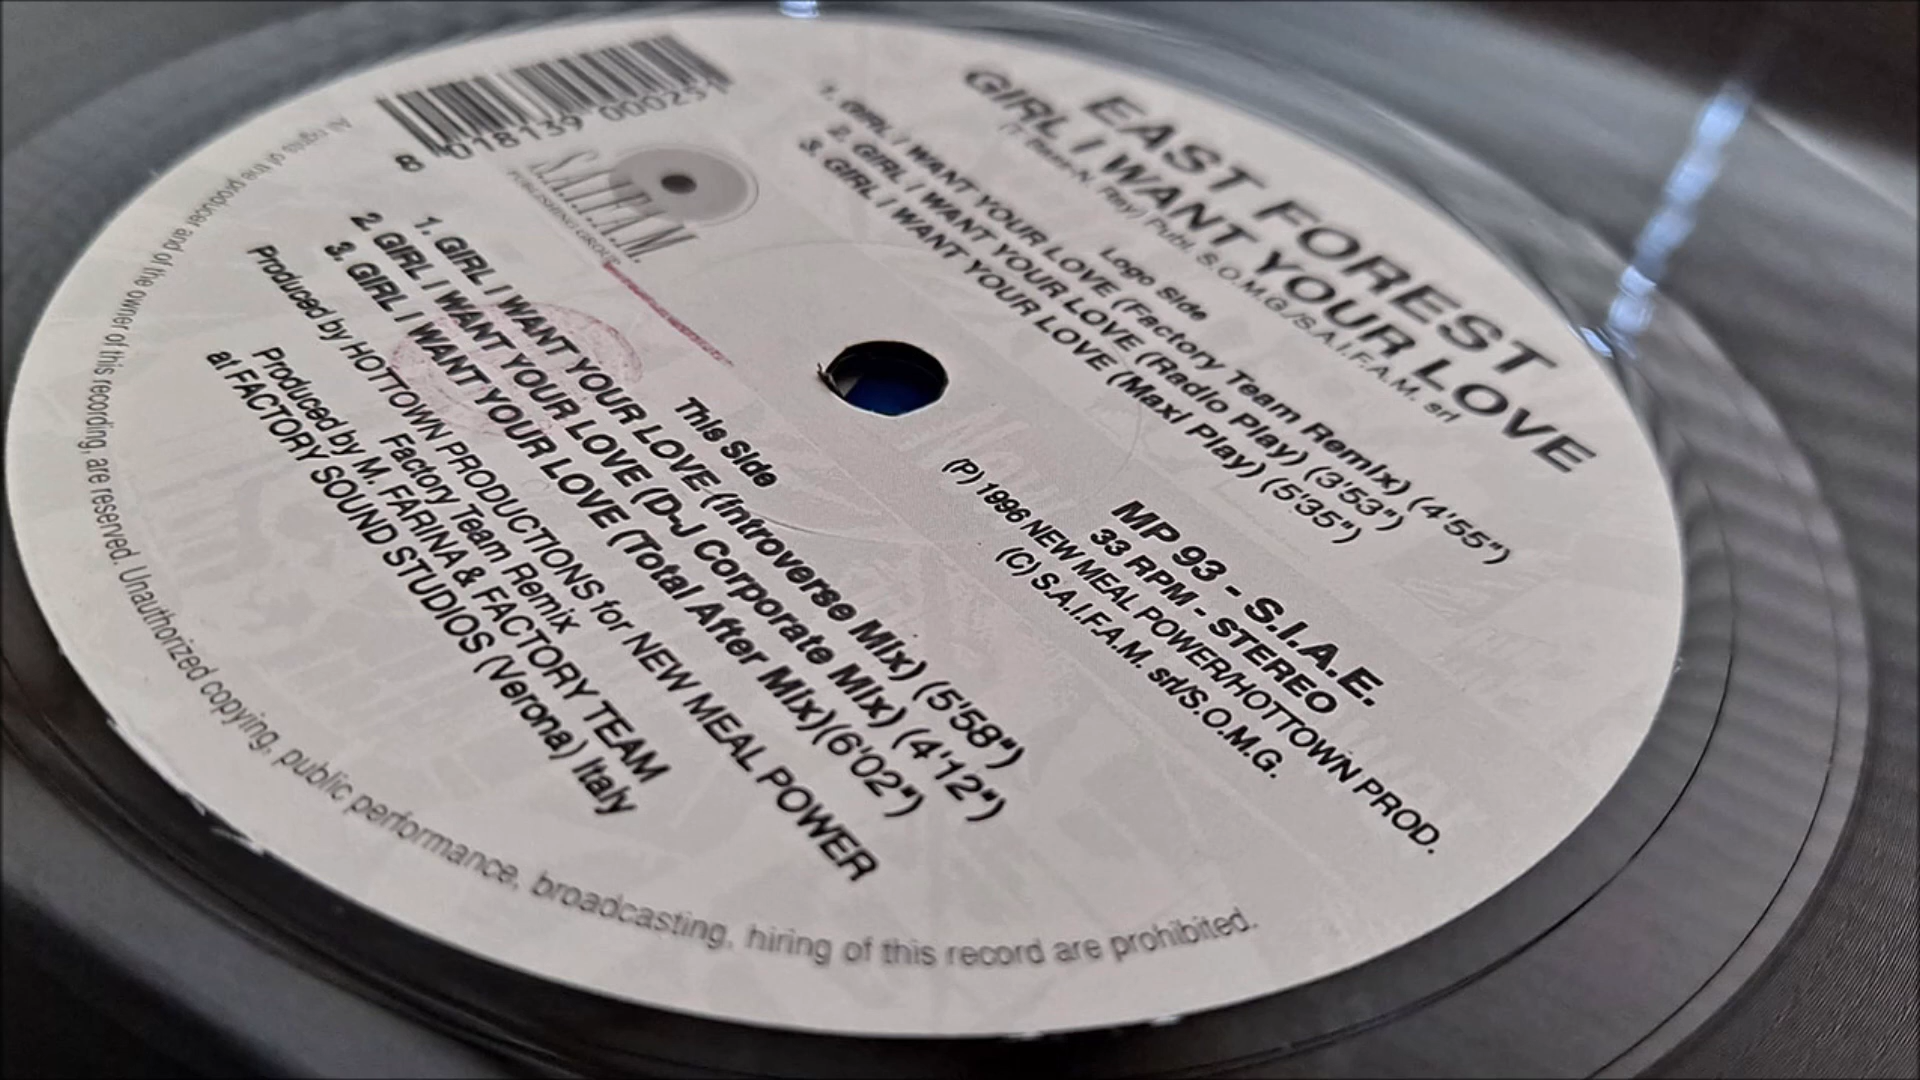 EAST FOREST
GIRL I WANT YOUR LOVE
Publ. S.O.M.G./S.A.I.F.A.M. srl
Logo Side
1. GIRL I WANT YOUR LOVE (Factory Team Remix) (4'55")
2. GIRL I WANT YOUR LOVE (Radio Play) (3'53")
3. GIRL I WANT YOUR LOVE (Maxi Play) (5'35")
8 018139 000251
S.A.I.F.A.M.
PUBLISHING GROUP
MP 93 - S.I.A.E.
33 RPM - STEREO
(P) 1996 NEW MEAL POWER/HOTTOWN PROD.
(C) S.A.I.F.A.M. srl/S.O.M.G.
This Side
1. GIRL I WANT YOUR LOVE (Introverse Mix) (5'58")
2. GIRL I WANT YOUR LOVE (D-J Corporate Mix) (4'12")
3. GIRL I WANT YOUR LOVE (Total After Mix)(6'02")
Produced by HOTTOWN PRODUCTIONS for NEW MEAL POWER
Factory Team Remix
Produced by M. FARINA & FACTORY TEAM
at FACTORY SOUND STUDIOS (Verona) Italy
All rights of the producer and of the owner of this recording, are reserved. Unauthorized copying, public performance, broadcasting, hiring of this record are prohibited.